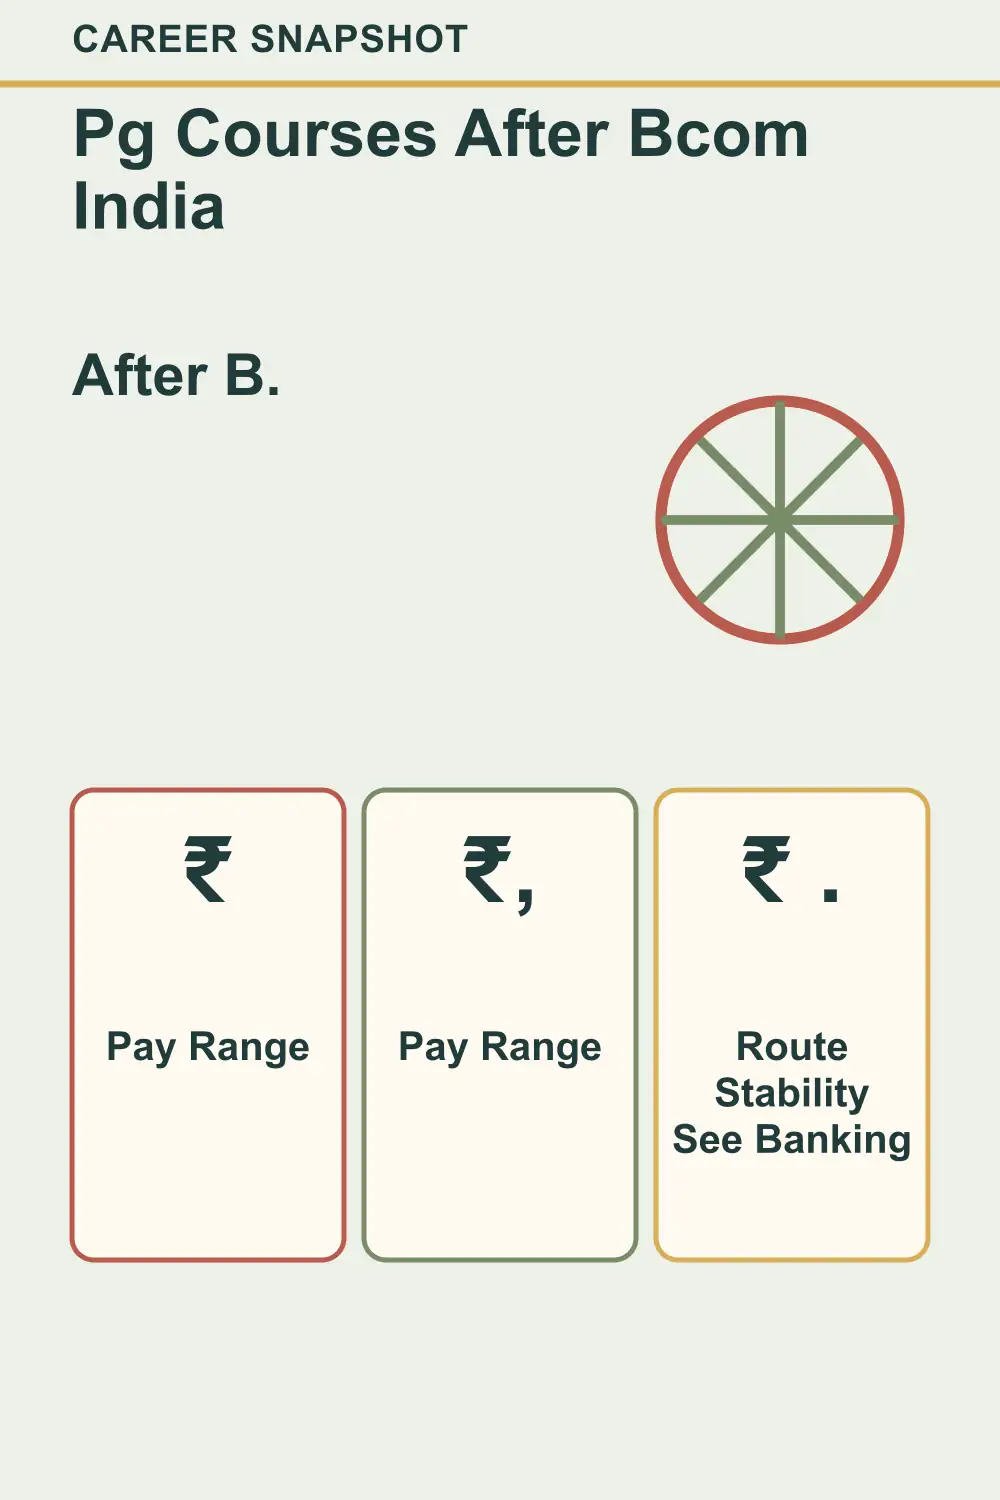 CAREER SNAPSHOT
Pg Courses After Bcom
India
After B.
₹
Pay Range
₹,
Pay Range
₹ .
Route
Stability
See Banking